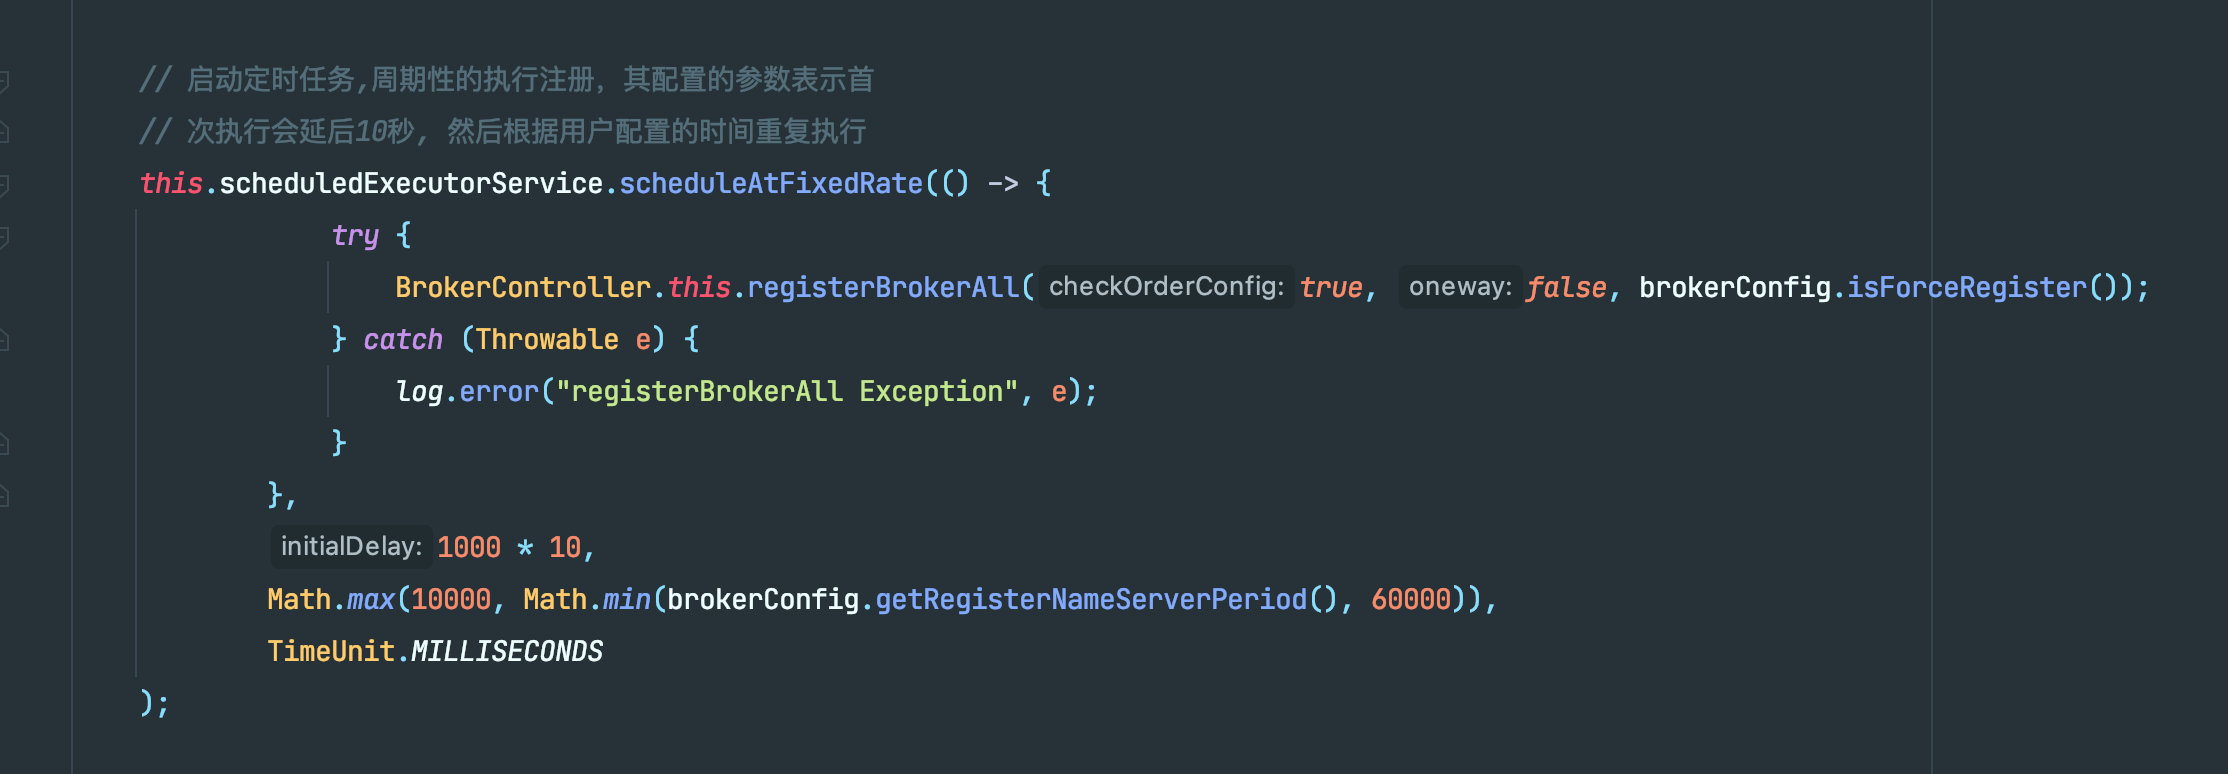 // 启动定时任务,周期性的执行注册，其配置的参数表示首
// 次执行会延后10秒, 然后根据用户配置的时间重复执行
this.scheduledExecutorService.scheduleAtFixedRate(() -> {
try {
BrokerController.this.registerBrokerAll( checkOrderConfig: true, oneway: false, brokerConfig.isForceRegister());
} catch (Throwable e) {
log.error("registerBrokerAll Exception", e);
}
},
initialDelay: 1000 * 10,
Math.max(10000, Math.min(brokerConfig.getRegisterNameServerPeriod(), 60000)),
TimeUnit.MILLISECONDS
);